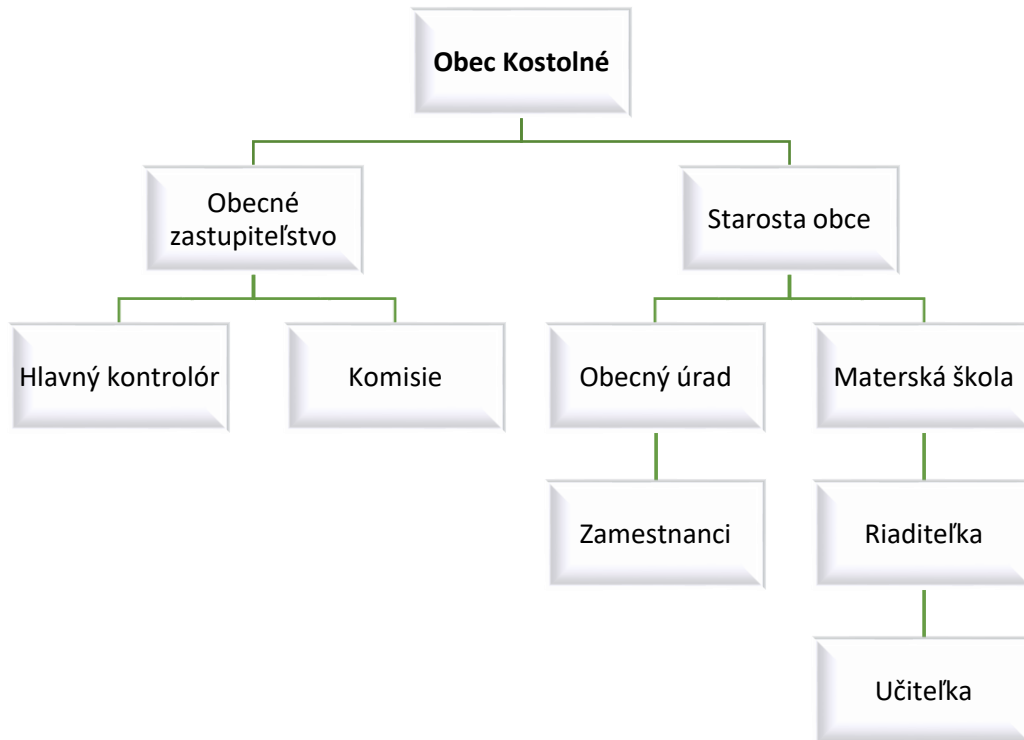 Obec Kostolné
Obecné
zastupiteľstvo
Starosta obce
Hlavný kontrolór
Komisie
Obecný úrad
Materská škola
Zamestnanci
Riaditeľka
Učiteľka